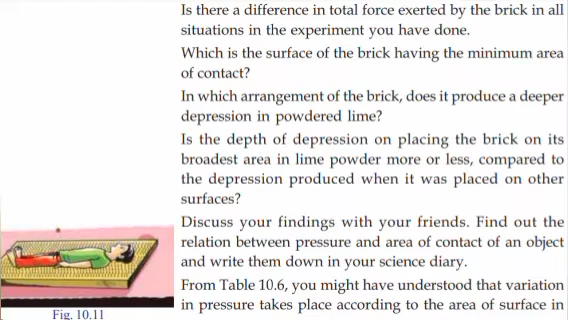 Is there a difference in total force exerted by the brick in all
situations in the experiment you have done.
Which is the surface of the brick having the minimum area
of contact?
In which arrangement of the brick, does it produce a deeper
depression in powdered lime?
Is the depth of depression on placing the brick on its
broadest area in lime powder more or less, compared to
the depression produced when it was placed on other
surfaces?
Discuss your findings with your friends. Find out the
relation between pressure and area of contact of an object
and write them down in your science diary.
From Table 10.6, you might have understood that variation
in pressure takes place according to the area of surface in
Fig. 10.11